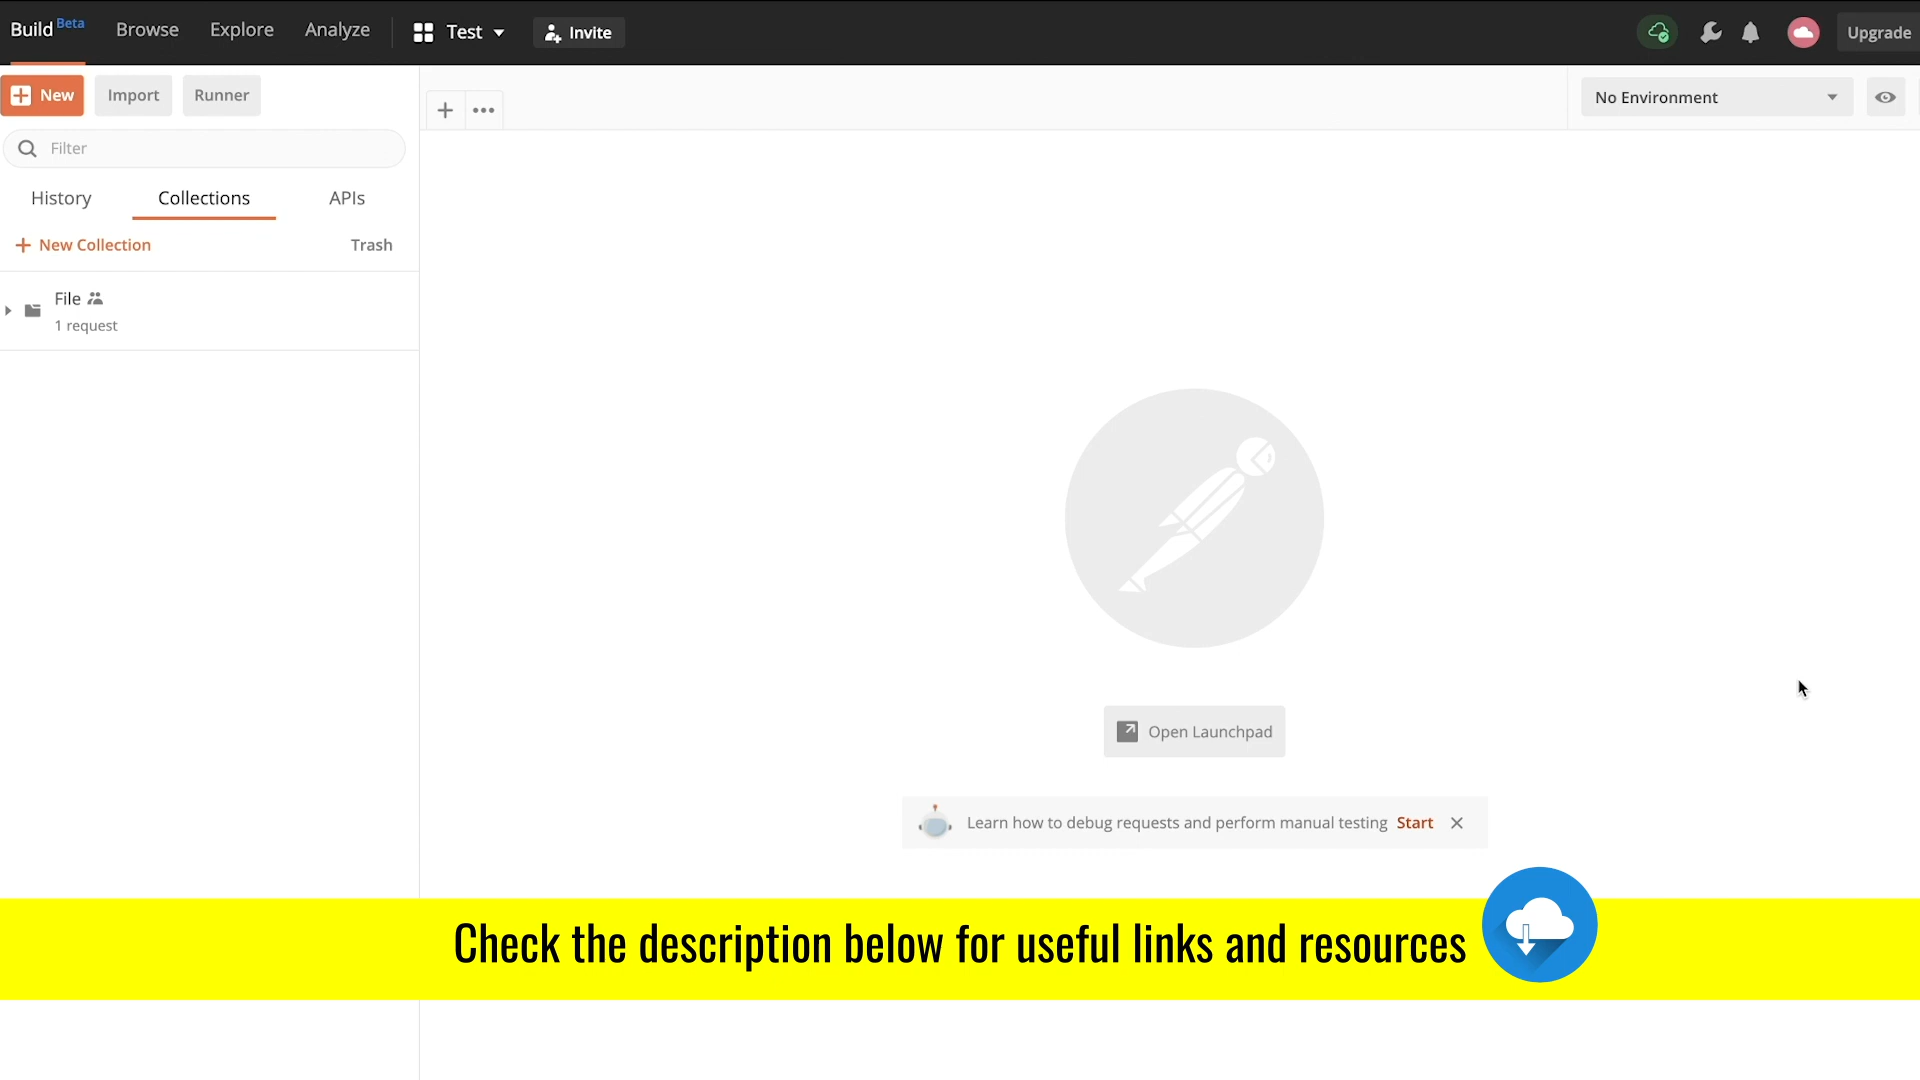 Build Beta
Browse
Explore
Analyze
Test
Invite
Upgrade
New
Import
Runner
No Environment
Filter
History
Collections
APIs
New Collection
Trash
File
1 request
Open Launchpad
Learn how to debug requests and perform manual testing Start
Check the description below for useful links and resources